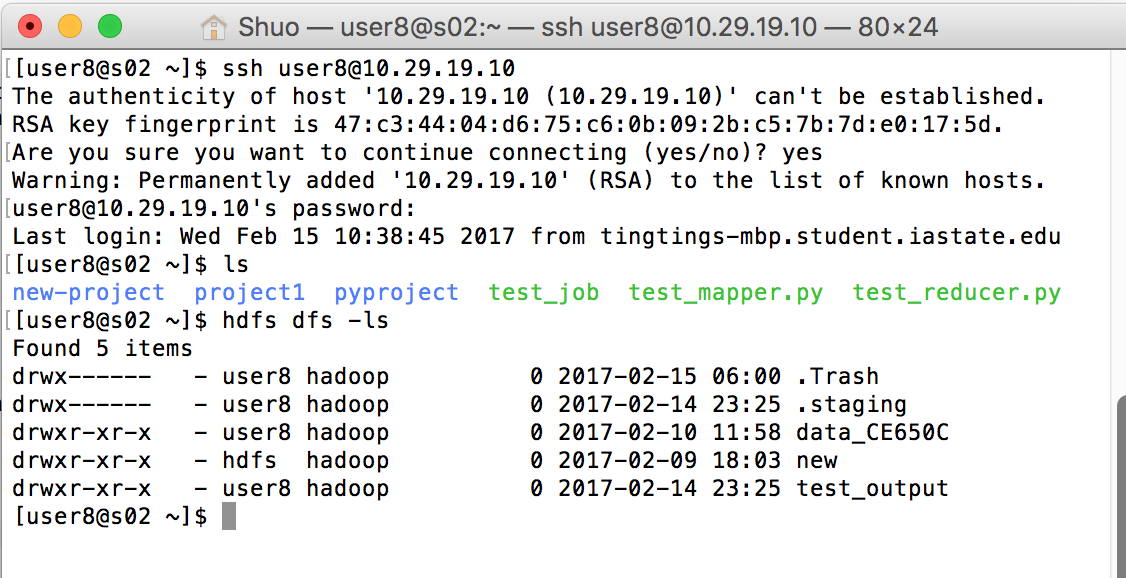 Shuo — user8@s02:~ — ssh user8@10.29.19.10 — 80×24
[[user8@s02 ~]$ ssh user8@10.29.19.10
The authenticity of host '10.29.19.10 (10.29.19.10)' can't be established.
RSA key fingerprint is 47:c3:44:04:d6:75:c6:0b:09:2b:c5:7b:7d:e0:17:5d.
[Are you sure you want to continue connecting (yes/no)? yes
Warning: Permanently added '10.29.19.10' (RSA) to the list of known hosts.
[user8@10.29.19.10's password:
Last login: Wed Feb 15 10:38:45 2017 from tingtings-mbp.student.iastate.edu
[[user8@s02 ~]$ ls
new-project  project1  pyproject  test_job  test_mapper.py  test_reducer.py
[[user8@s02 ~]$ hdfs dfs -ls
Found 5 items
drwx------   - user8 hadoop          0 2017-02-15 06:00 .Trash
drwx------   - user8 hadoop          0 2017-02-14 23:25 .staging
drwxr-xr-x   - user8 hadoop          0 2017-02-10 11:58 data_CE650C
drwxr-xr-x   - hdfs  hadoop          0 2017-02-09 18:03 new
drwxr-xr-x   - user8 hadoop          0 2017-02-14 23:25 test_output
[user8@s02 ~]$